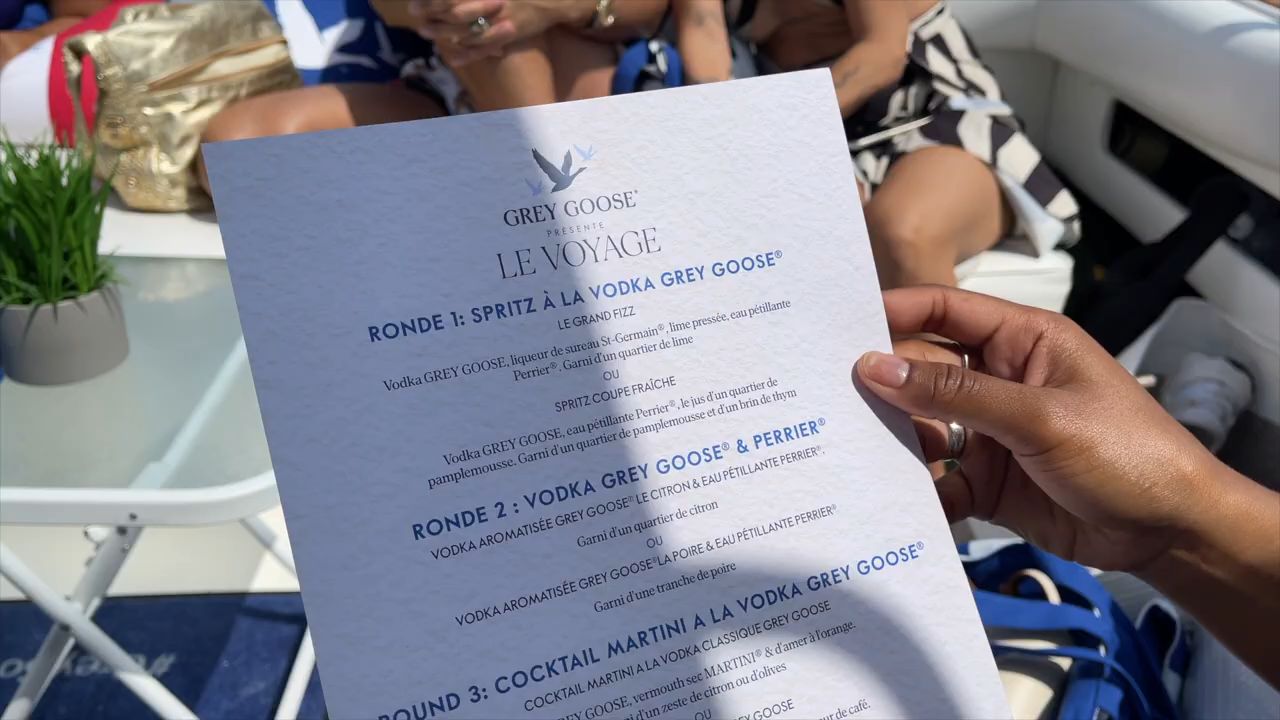 GREY GOOSE®
PRÉSENTE
LE VOYAGE
RONDE 1: SPRITZ À LA VODKA GREY GOOSE®
LE GRAND FIZZ
Vodka GREY GOOSE, liqueur de sureau St-Germain®, lime pressée, eau pétillante
Perrier®. Garni d'un quartier de lime
OU
SPRITZ COUPE FRAÎCHE
Vodka GREY GOOSE, eau pétillante Perrier®, le jus d'un quartier de
pamplemousse. Garni d'un quartier de pamplemousse et d'un brin de thym
RONDE 2 : VODKA GREY GOOSE® & PERRIER®
VODKA AROMATISÉE GREY GOOSE® LE CITRON & EAU PÉTILLANTE PERRIER®.
Garni d'un quartier de citron
OU
VODKA AROMATISÉE GREY GOOSE®LA POIRE & EAU PÉTILLANTE PERRIER®
Garni d'une tranche de poire
ROUND 3: COCKTAIL MARTINI A LA VODKA GREY GOOSE®
COCKTAIL MARTINI A LA VODKA CLASSIQUE GREY GOOSE
GREY GOOSE, vermouth sec MARTINI® & d'amer à l'orange.
d'un zeste de citron ou d'olives
OU
GREY GOOSE
de café.